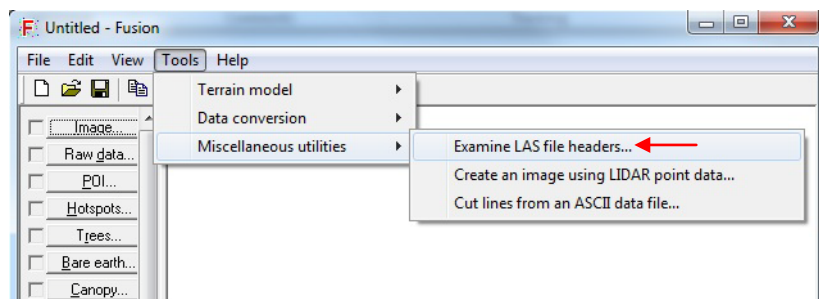 Untitled - Fusion
File Edit View Tools Help
Terrain model
Data conversion
Miscellaneous utilities
Examine LAS file headers...
Create an image using LIDAR point data...
Cut lines from an ASCII data file...
Image...
Raw data...
POI...
Hotspots...
Trees...
Bare earth...
Canopy...